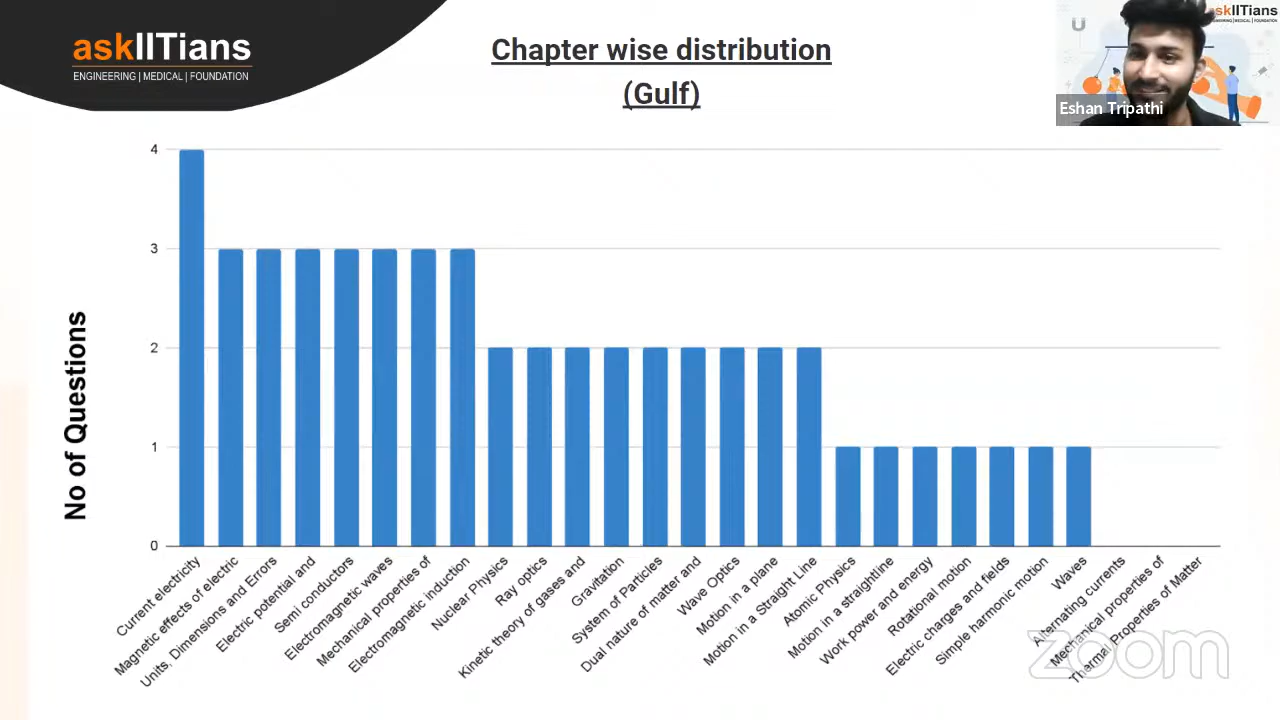 askIITians
ENGINEERING | MEDICAL | FOUNDATION
Chapter wise distribution
(Gulf)
skIITians
Eshan Tripathi
No of Questions
4
3
2
1
0
Current electricity
Magnetic effects of electric
Units, Dimensions and Errors
Electric potential and
Semi conductors
Electromagnetic waves
Mechanical properties of
Electromagnetic induction
Nuclear Physics
Ray optics
Kinetic theory of gases and
Gravitation
System of Particles
Dual nature of matter and
Wave Optics
Motion in a plane
Motion in a Straight Line
Atomic Physics
Motion in a straightline
Work power and energy
Rotational motion
Electric charges and fields
Simple harmonic motion
Waves
Alternating currents
Mechanical properties of
Thermal Properties of Matter
zoom